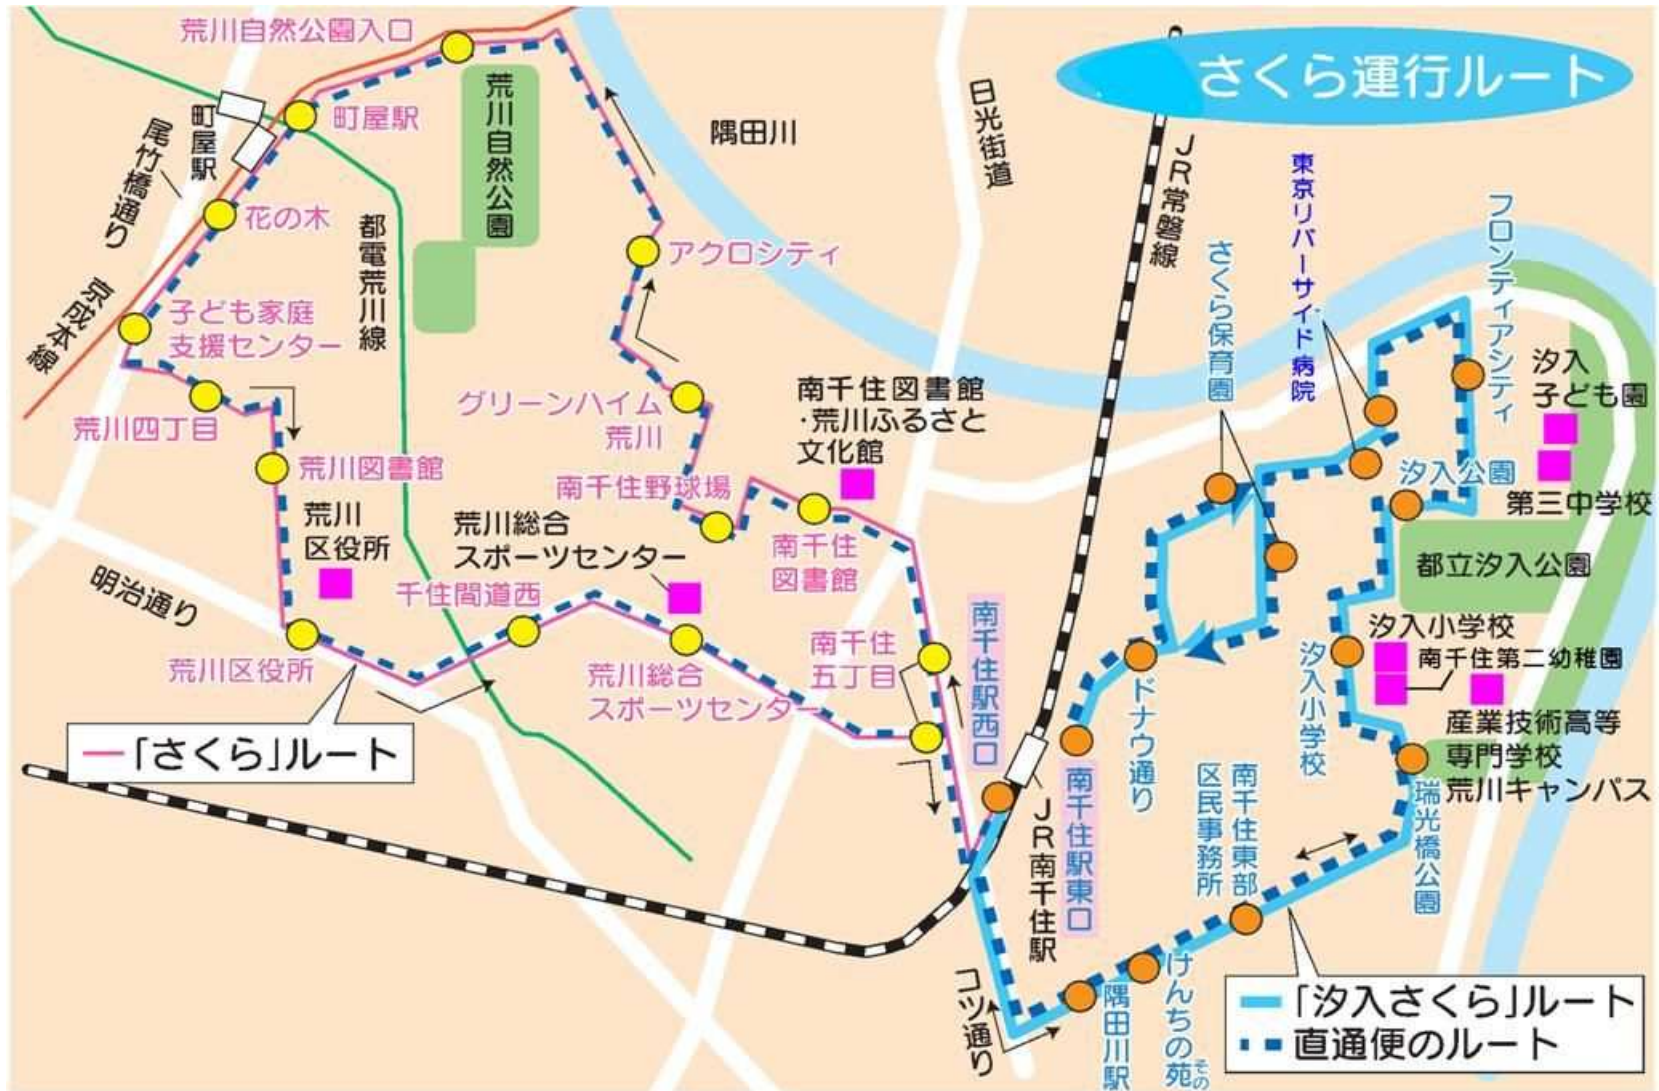 さくら運行ルート
荒川自然公園入口
町屋駅
町屋駅
尾竹橋通り
花の木
京成本線
都電荒川線
荒川自然公園
隅田川
日光街道
JR常磐線
アクロシティ
子ども家庭
支援センター
荒川四丁目
荒川図書館
荒川
区役所
明治通り
荒川区役所
千住間道西
荒川総合
スポーツセンター
荒川総合
スポーツセンター
グリーンハイム
荒川
南千住野球場
南千住図書館
・荒川ふるさと
文化館
南千住
図書館
南千住
五丁目
南千住駅西口
「さくら」ルート
JR南千住駅
南千住駅東口
コツ通り
ドナウ通り
さくら保育園
東京リバーサイド病院
フロンティアシティ
汐入
子ども園
汐入公園
第三中学校
都立汐入公園
汐入小学校
南千住第二幼稚園
汐入小学校
産業技術高等
専門学校
荒川キャンパス
瑞光橋公園
南千住東部
区民事務所
けんちの苑
その
隅田川駅
「汐入さくら」ルート
直通便のルート